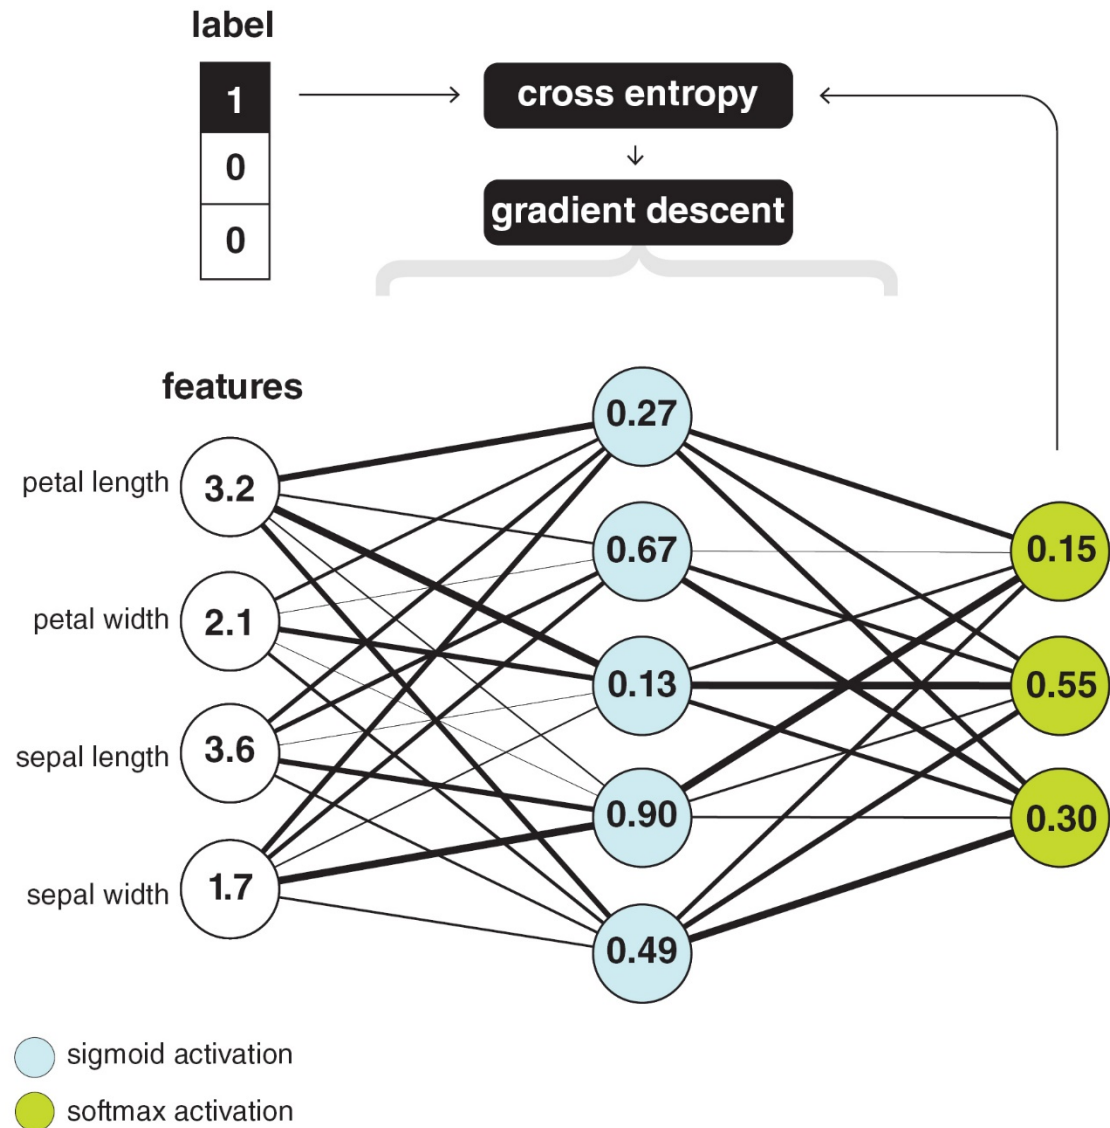 label
1
0
0
cross entropy
gradient descent
features
petal length
3.2
petal width
2.1
sepal length
3.6
sepal width
1.7
0.27
0.67
0.13
0.90
0.49
0.15
0.55
0.30
sigmoid activation
softmax activation